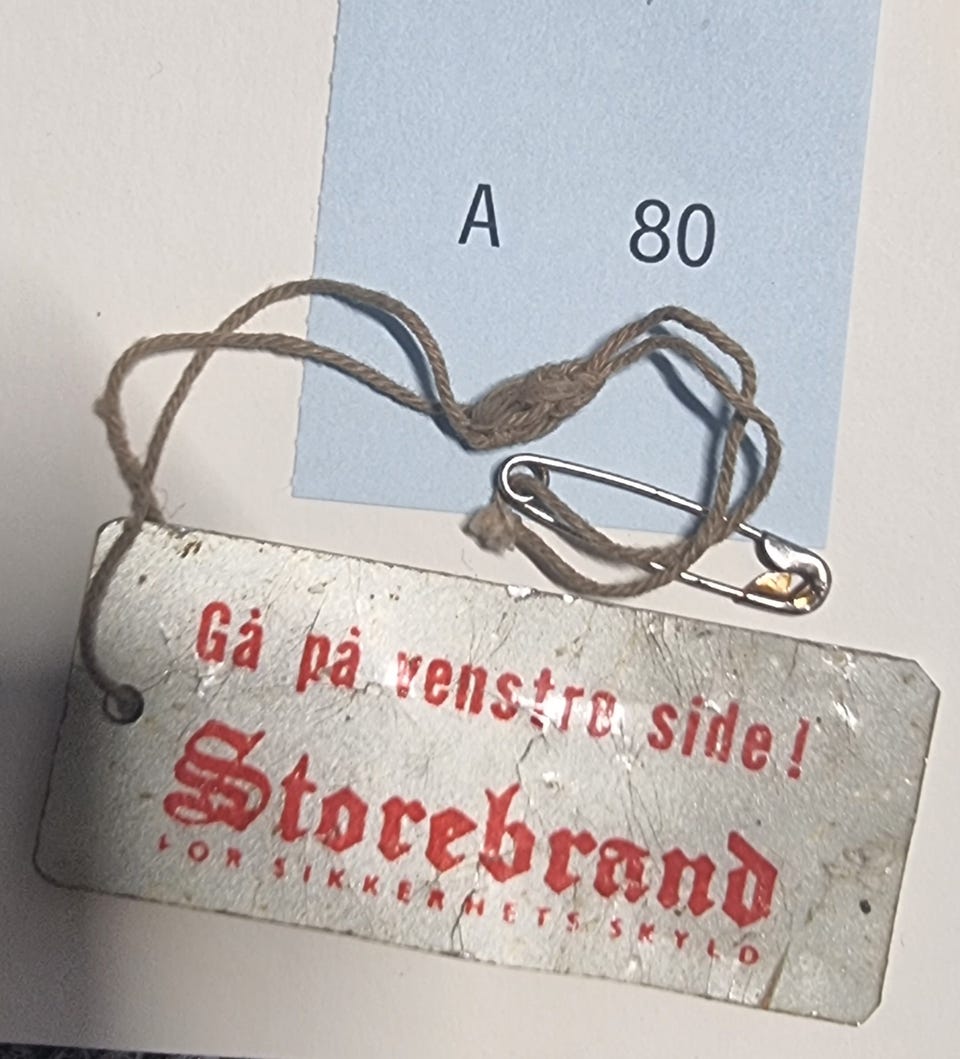 A 80
Gå på venstre side!
Storebrand
FOR SIKKERHETS SKYLD